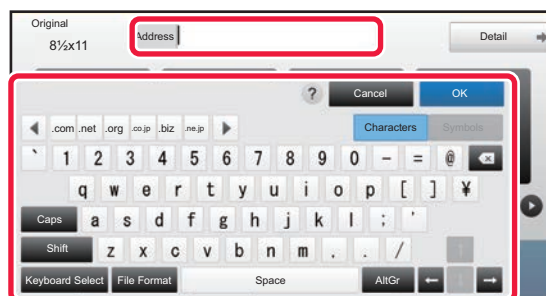 Original
8½x11
Address
Detail
? Cancel OK
.com .net .org .co.jp .biz .ne.jp Characters Symbols
` 1 2 3 4 5 6 7 8 9 0 - = @
q w e r t y u i o p [ ] ¥
Caps a s d f g h j k l ; '
Shift z x c v b n m . . /
Keyboard Select File Format Space AltGr